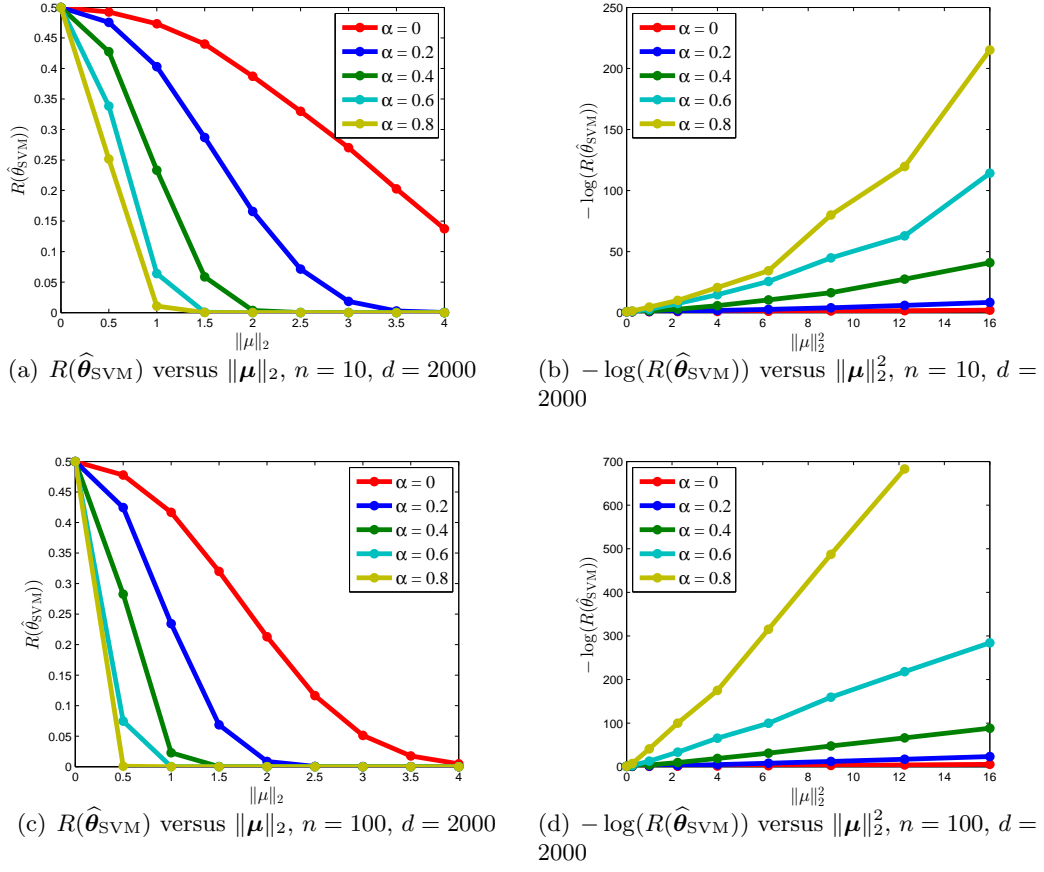 0.5
0.45
0.4
0.35
0.3
0.25
0.2
0.15
0.1
0.05
0
R(θ̂_SVM))
0 0.5 1 1.5 2 2.5 3 3.5 4
‖μ‖₂
α = 0
α = 0.2
α = 0.4
α = 0.6
α = 0.8
(a) R(θ̂_SVM) versus ‖μ‖₂, n = 10, d = 2000
250
200
150
100
50
0
− log(R(θ̂_SVM))
0 2 4 6 8 10 12 14 16
‖μ‖₂²
α = 0
α = 0.2
α = 0.4
α = 0.6
α = 0.8
(b) − log(R(θ̂_SVM)) versus ‖μ‖₂², n = 10, d =
2000
0.5
0.45
0.4
0.35
0.3
0.25
0.2
0.15
0.1
0.05
0
R(θ̂_SVM))
0 0.5 1 1.5 2 2.5 3 3.5 4
‖μ‖₂
α = 0
α = 0.2
α = 0.4
α = 0.6
α = 0.8
(c) R(θ̂_SVM) versus ‖μ‖₂, n = 100, d = 2000
700
600
500
400
300
200
100
0
− log(R(θ̂_SVM))
0 2 4 6 8 10 12 14 16
‖μ‖₂²
α = 0
α = 0.2
α = 0.4
α = 0.6
α = 0.8
(d) − log(R(θ̂_SVM)) versus ‖μ‖₂², n = 100, d =
2000